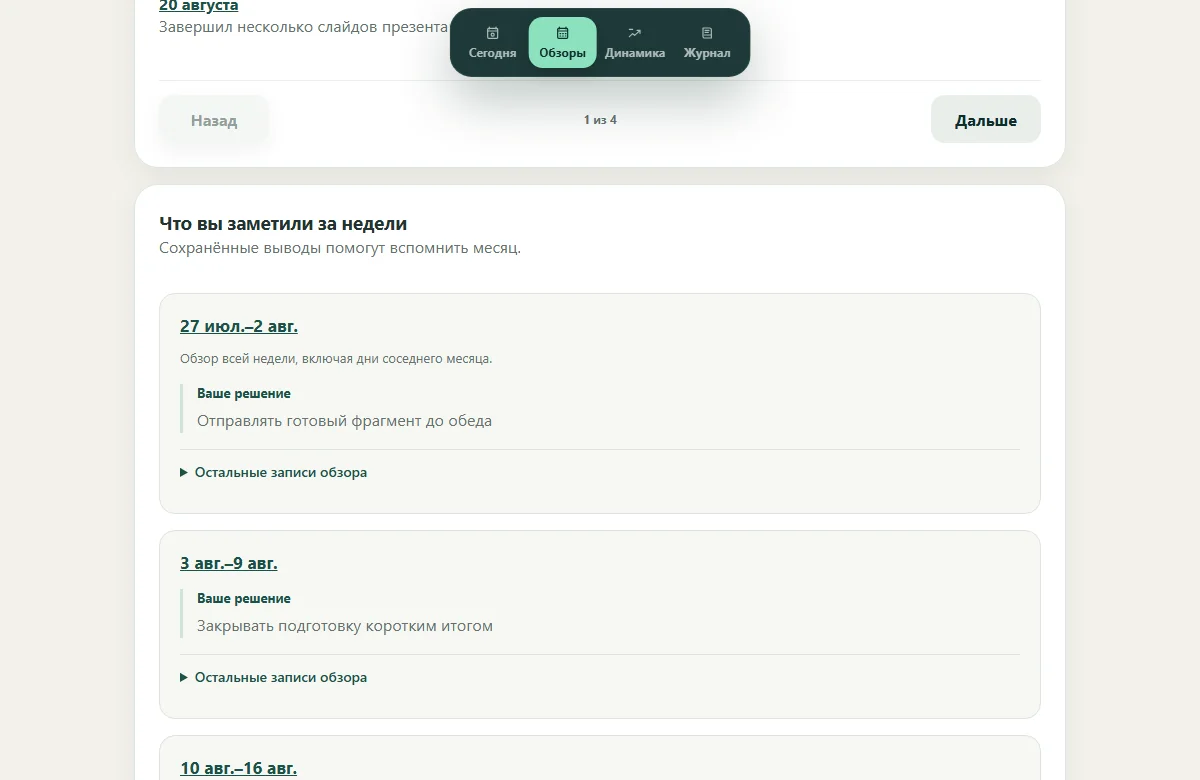 20 августа
Завершил несколько слайдов презента
Сегодня
Обзоры
Динамика
Журнал
Назад
1 из 4
Дальше
Что вы заметили за недели
Сохранённые выводы помогут вспомнить месяц.
27 июл.–2 авг.
Обзор всей недели, включая дни соседнего месяца.
Ваше решение
Отправлять готовый фрагмент до обеда
Остальные записи обзора
3 авг.–9 авг.
Ваше решение
Закрывать подготовку коротким итогом
Остальные записи обзора
10 авг.–16 авг.